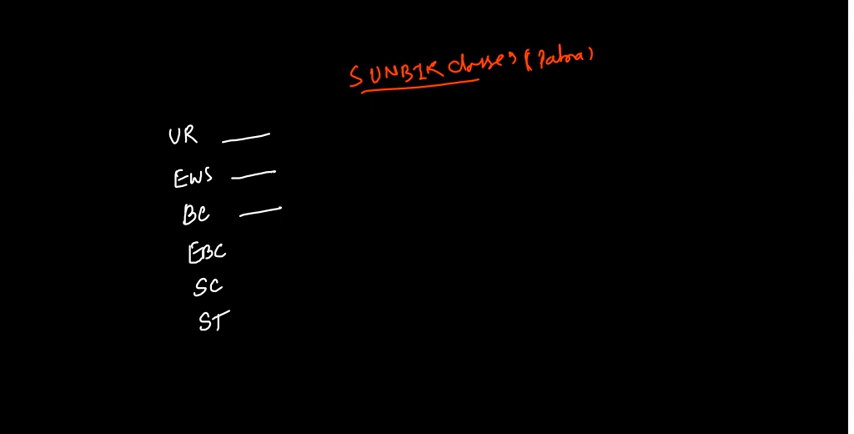 SUNBIR classes (Patna)
UR —
EWS —
BC —
EBC
SC
ST